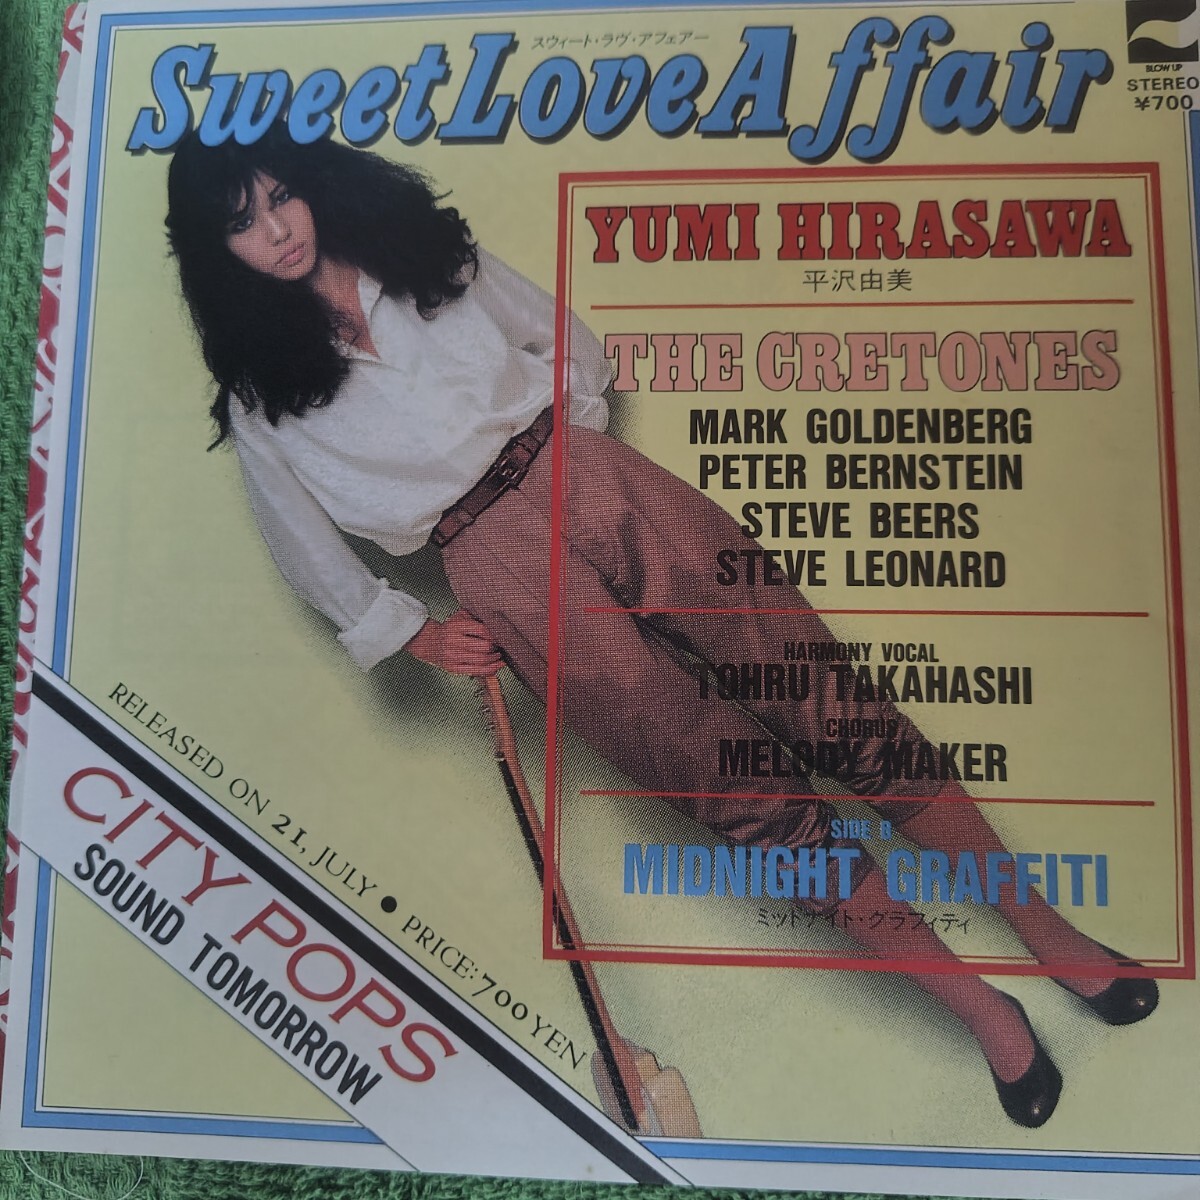 スウィート・ラヴ・アフェアー
Sweet Love Affair
BLOW UP
STEREO
¥700
YUMI HIRASAWA
平沢由美
THE CRETONES
MARK GOLDENBERG
PETER BERNSTEIN
STEVE BEERS
STEVE LEONARD
HARMONY VOCAL
TOHRU TAKAHASHI
CHORUS
MELODY MAKER
SIDE B
MIDNIGHT GRAFFITI
ミッドナイト・グラフィティ
RELEASED ON 21, JULY ● PRICE: 700 YEN
CITY POPS
SOUND TOMORROW